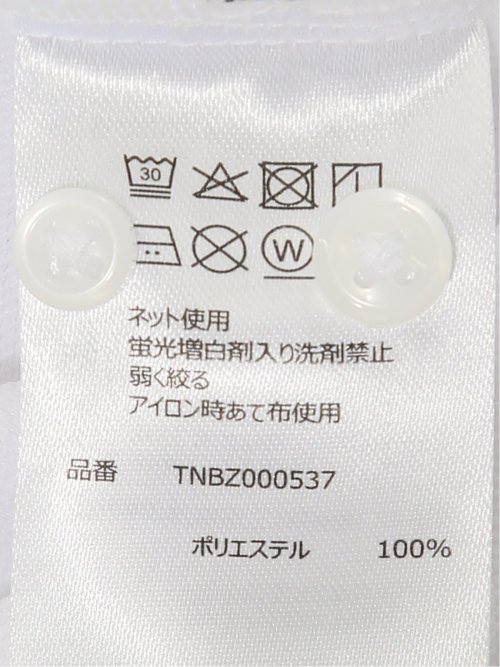 30
W
ネット使用
蛍光増白剤入り洗剤禁止
弱く絞る
アイロン時あて布使用
品番 TNBZ000537
ポリエステル 100%